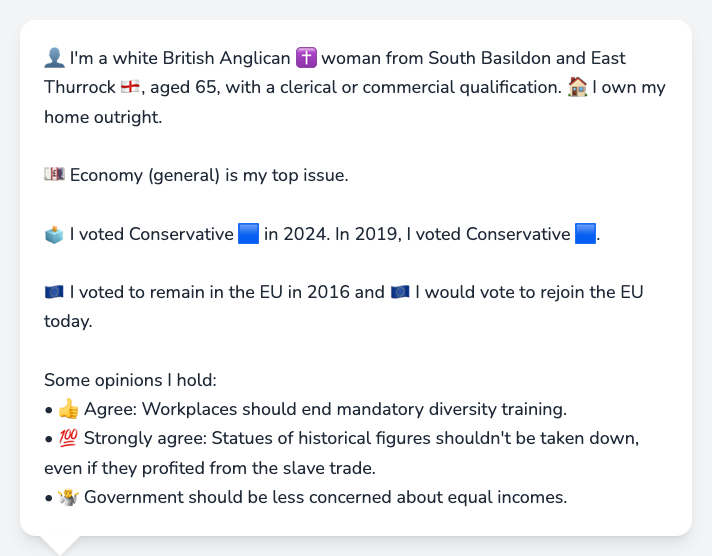 👤 I'm a white British Anglican ✝️ woman from South Basildon and East
Thurrock 🏴󠁧󠁢󠁥󠁮󠁧󠁿, aged 65, with a clerical or commercial qualification. 🏠 I own my
home outright.
💷 Economy (general) is my top issue.
🗳️ I voted Conservative 🟦 in 2024. In 2019, I voted Conservative 🟦.
🇪🇺 I voted to remain in the EU in 2016 and 🇪🇺 I would vote to rejoin the EU
today.
Some opinions I hold:
• 👍 Agree: Workplaces should end mandatory diversity training.
• 💯 Strongly agree: Statues of historical figures shouldn't be taken down,
even if they profited from the slave trade.
• 🤷 Government should be less concerned about equal incomes.